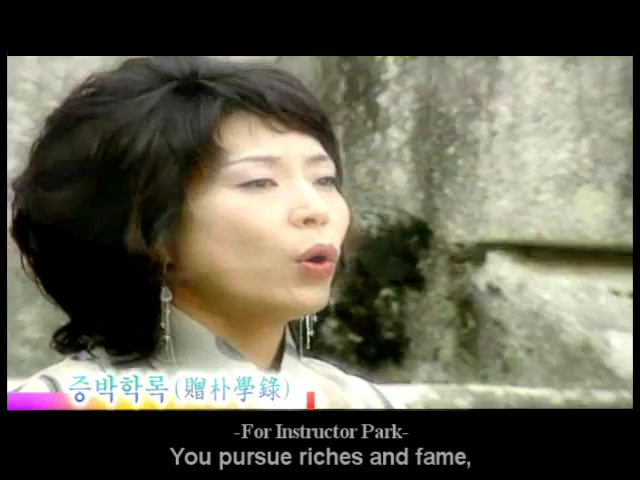 증박학록(贈朴學錄)
-For Instructor Park-
You pursue riches and fame,